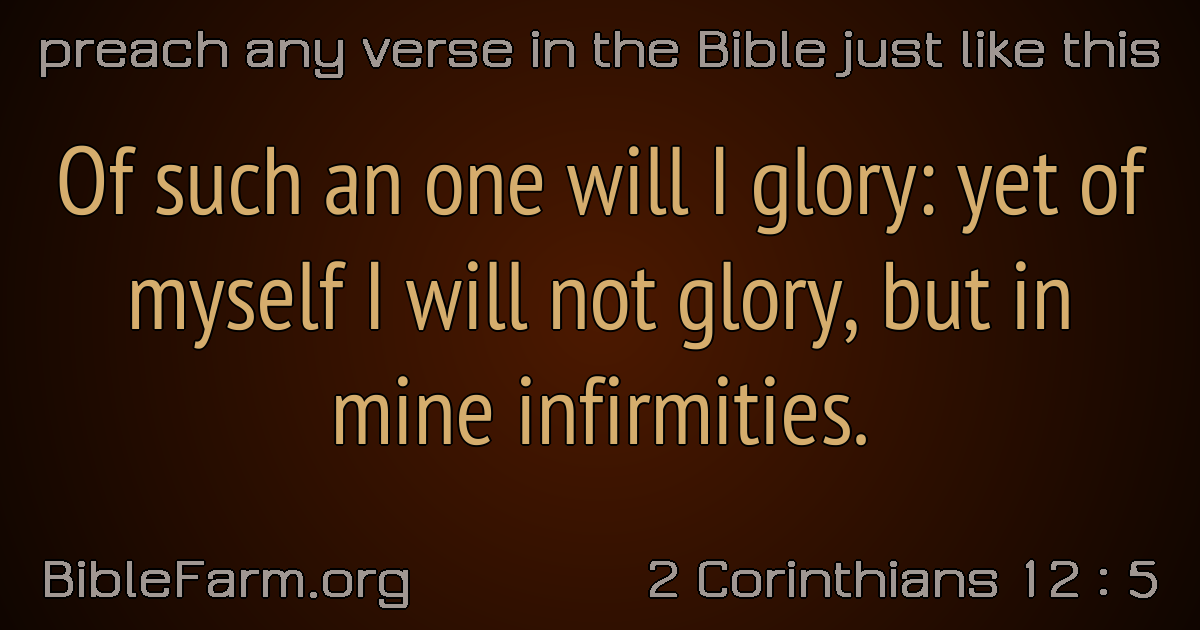 preach any verse in the Bible just like this
Of such an one will I glory: yet of
myself I will not glory, but in
mine infirmities.
BibleFarm.org
2 Corinthians 12 : 5